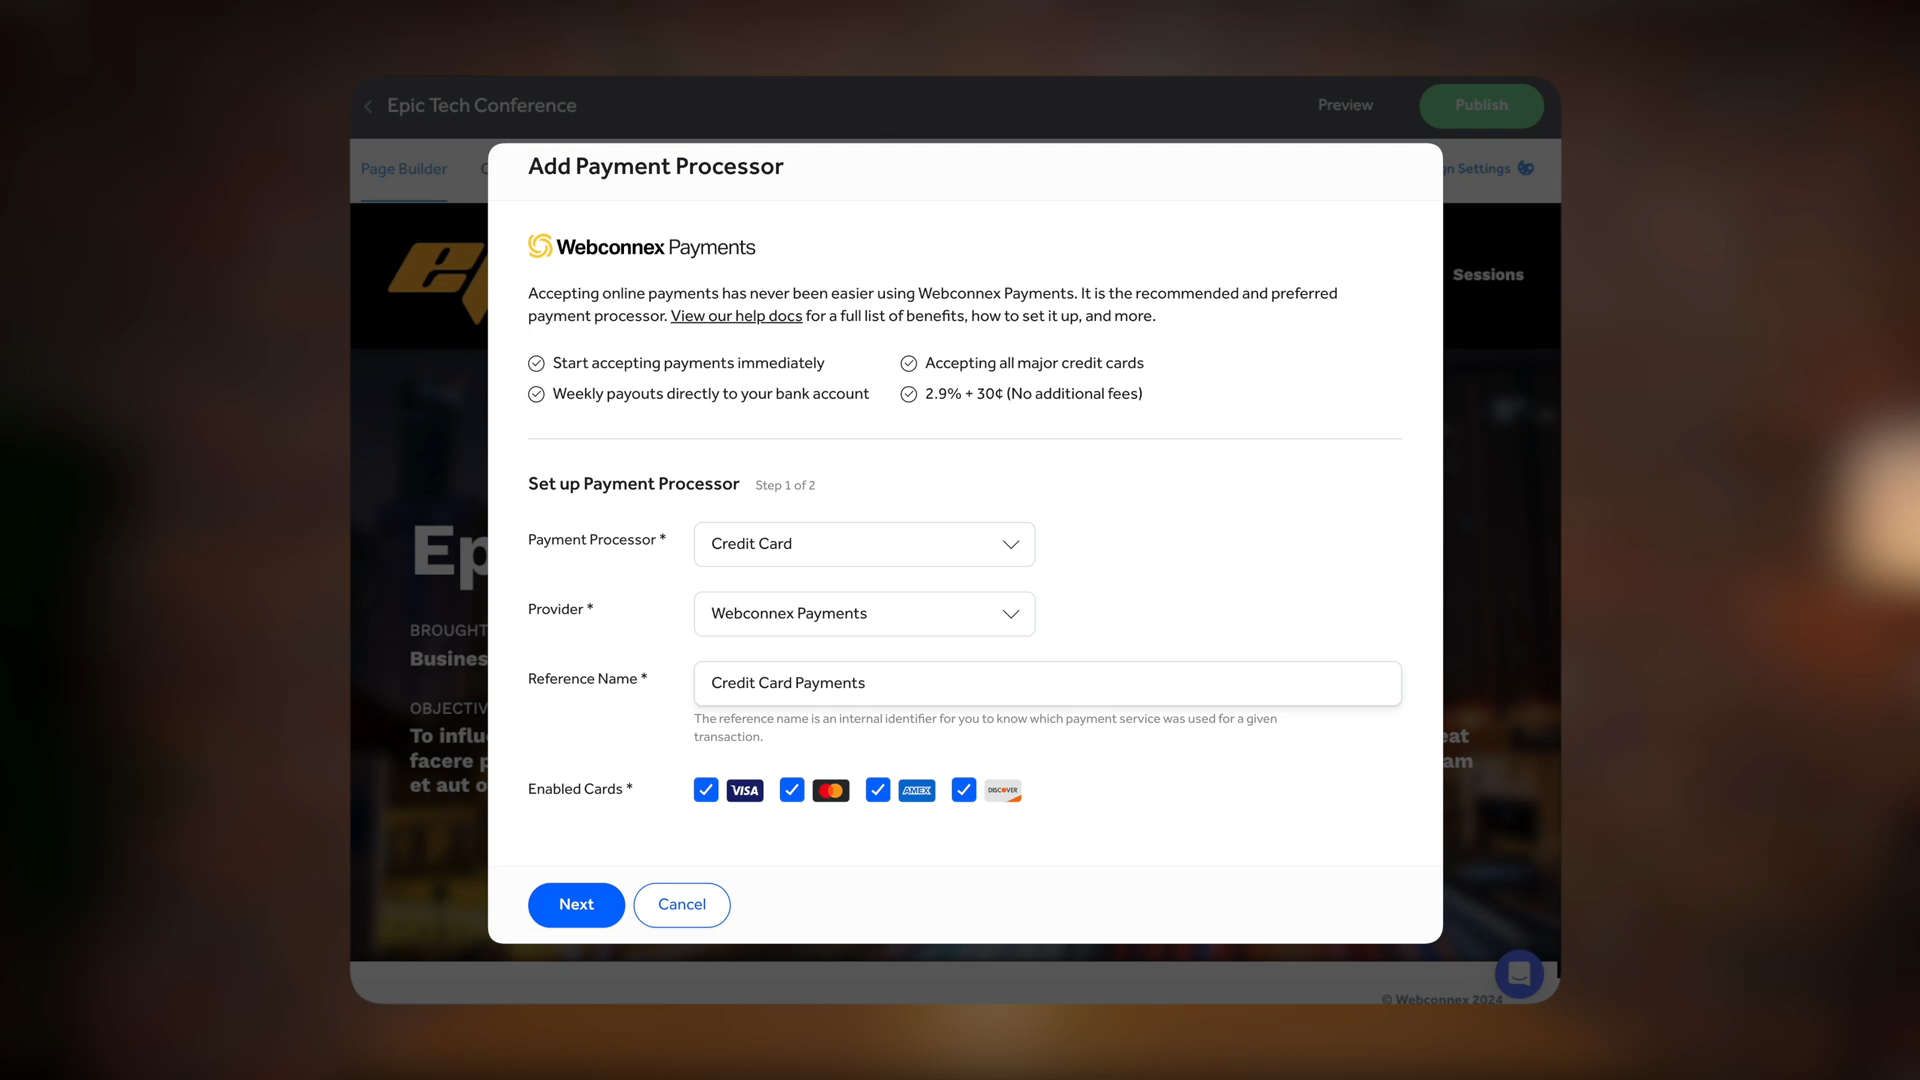 Epic Tech Conference
Preview
Publish
Page Builder
Settings
Add Payment Processor
Webconnex Payments
Sessions
Accepting online payments has never been easier using Webconnex Payments. It is the recommended and preferred
payment processor. View our help docs for a full list of benefits, how to set it up, and more.
Start accepting payments immediately
Accepting all major credit cards
Weekly payouts directly to your bank account
2.9% + 30¢ (No additional fees)
Set up Payment Processor Step 1 of 2
Payment Processor *
Credit Card
Provider *
Webconnex Payments
BROUGHT
Reference Name *
Credit Card Payments
The reference name is an internal identifier for you to know which payment service was used for a given
transaction.
To
facere
et aut
Enabled Cards *
VISA
AMEX
DISCOVER
Next
Cancel
© Webconnex 2024